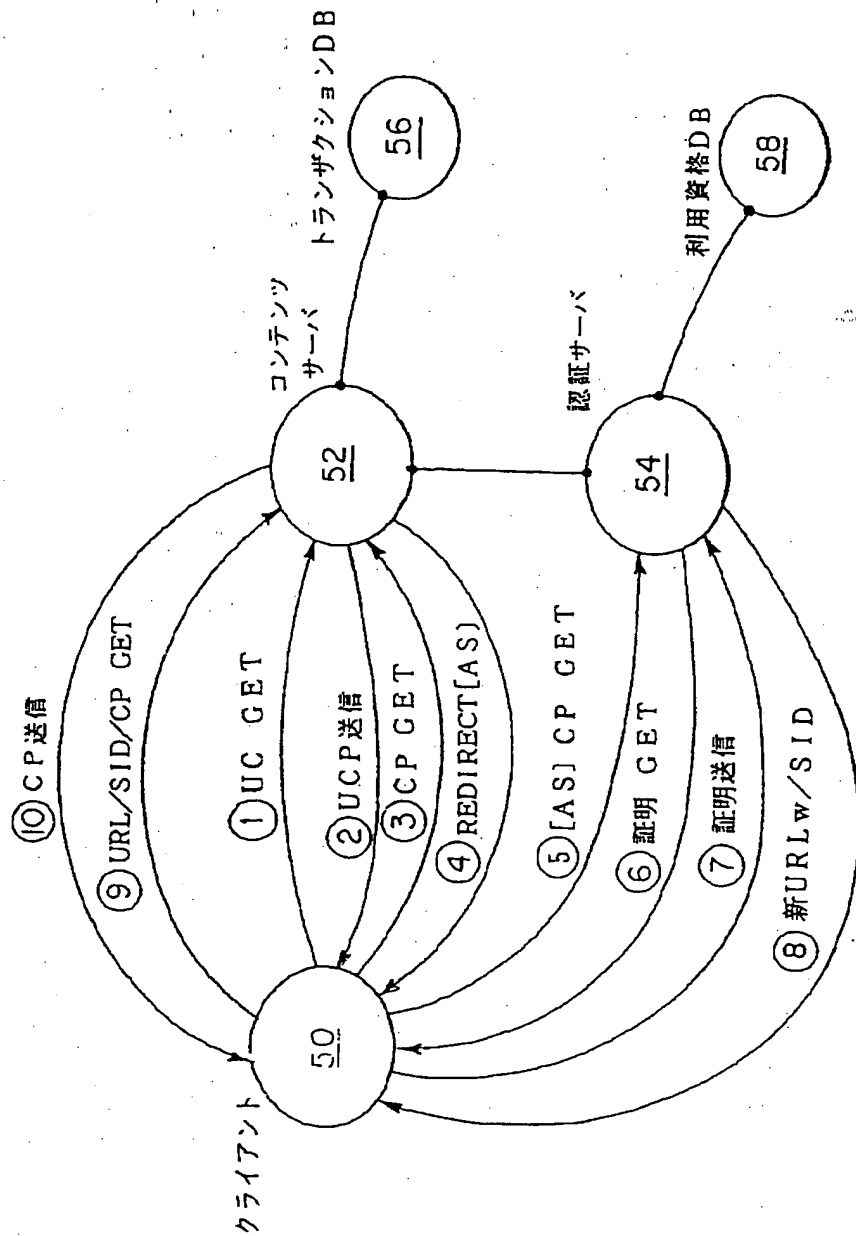 クライアント
50
コンテンツ
サーバ
52
トランザクションDB
56
認証サーバ
54
利用資格DB
58
①UC GET
②UCP送信
③CP GET
④REDIRECT[AS]
⑤[AS]CP GET
⑥証明 GET
⑦証明送信
⑧新URLw/SID
⑨URL/SID/CP GET
⑩CP送信